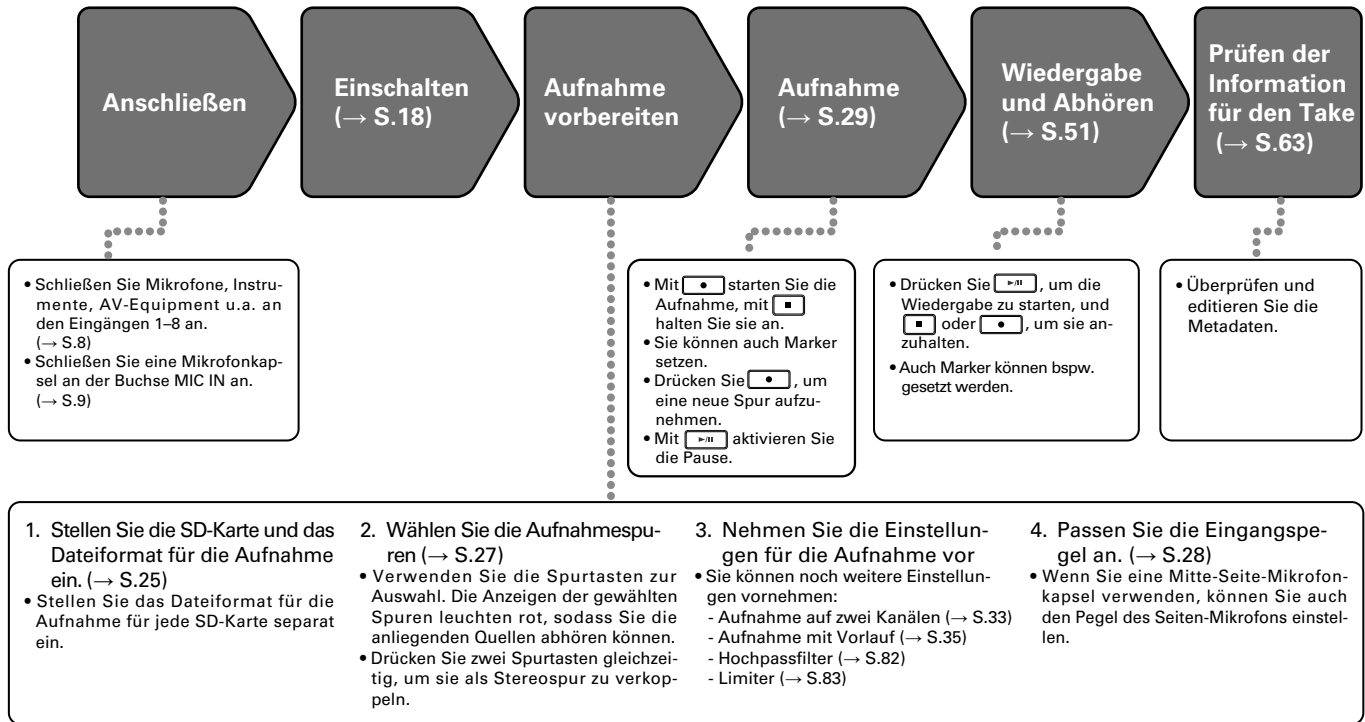 Anschließen
Einschalten
(→ S.18)
Aufnahme
vorbereiten
Aufnahme
(→ S.29)
Wiedergabe
und Abhören
(→ S.51)
Prüfen der
Information
für den Take
(→ S.63)
• Schließen Sie Mikrofone, Instru-
mente, AV-Equipment u.a. an
den Eingängen 1–8 an.
(→ S.8)
• Schließen Sie eine Mikrofonkap-
sel an der Buchse MIC IN an.
(→ S.9)
• Mit starten Sie die
Aufnahme, mit
halten Sie sie an.
• Sie können auch Marker
setzen.
• Drücken Sie , um
eine neue Spur aufzu-
nehmen.
• Mit aktivieren Sie
die Pause.
• Drücken Sie , um die
Wiedergabe zu starten, und
oder , um sie an-
zuhalten.
• Auch Marker können bspw.
gesetzt werden.
• Überprüfen und
editieren Sie die
Metadaten.
1. Stellen Sie die SD-Karte und das
Dateiformat für die Aufnahme
ein. (→ S.25)
• Stellen Sie das Dateiformat für die
Aufnahme für jede SD-Karte separat
ein.
2. Wählen Sie die Aufnahmespu-
ren (→ S.27)
• Verwenden Sie die Spurtasten zur
Auswahl. Die Anzeigen der gewählten
Spuren leuchten rot, sodass Sie die
anliegenden Quellen abhören können.
• Drücken Sie zwei Spurtasten gleichzei-
tig, um sie als Stereospur zu verkop-
peln.
3. Nehmen Sie die Einstellun-
gen für die Aufnahme vor
• Sie können noch weitere Einstellun-
gen vornehmen:
- Aufnahme auf zwei Kanälen (→ S.33)
- Aufnahme mit Vorlauf (→ S.35)
- Hochpassfilter (→ S.82)
- Limiter (→ S.83)
4. Passen Sie die Eingangspe-
gel an. (→ S.28)
• Wenn Sie eine Mitte-Seite-Mikrofon-
kapsel verwenden, können Sie auch
den Pegel des Seiten-Mikrofons einstel-
len.